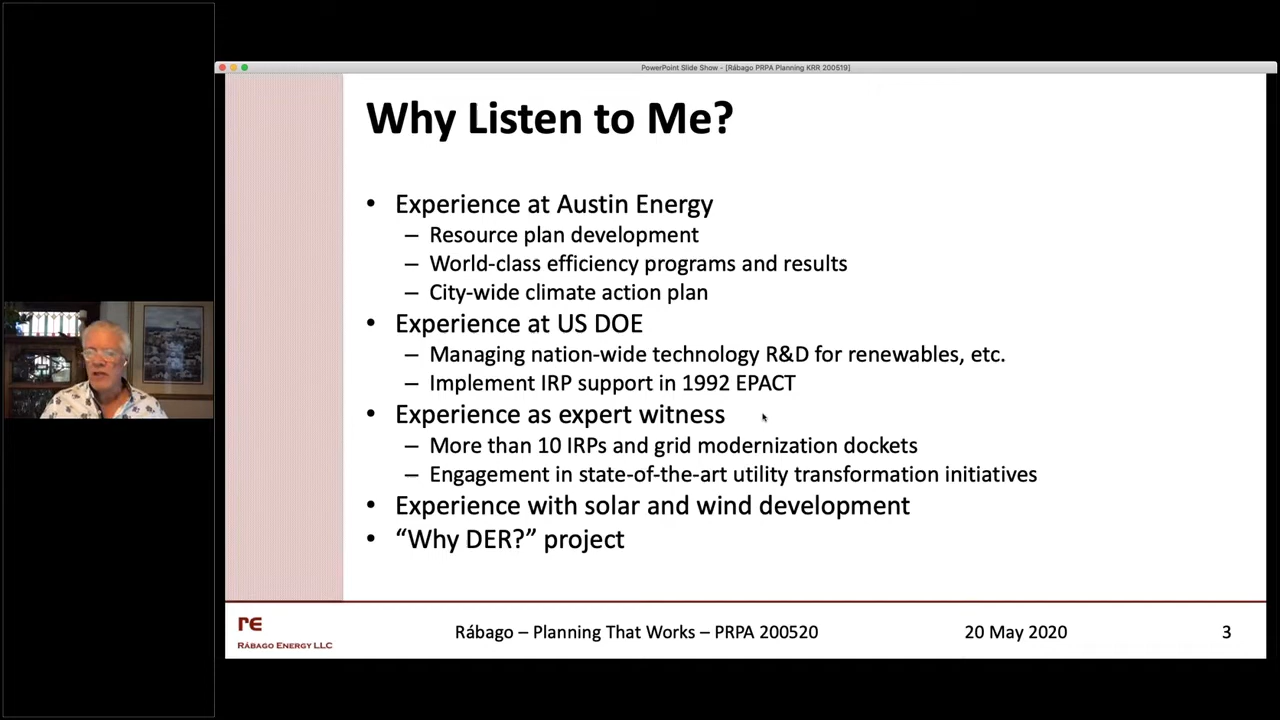 PowerPoint Slide Show - [Rábago PRPA Planning KRR 200519]
Why Listen to Me?
• Experience at Austin Energy
– Resource plan development
– World-class efficiency programs and results
– City-wide climate action plan
• Experience at US DOE
– Managing nation-wide technology R&D for renewables, etc.
– Implement IRP support in 1992 EPACT
• Experience as expert witness
– More than 10 IRPs and grid modernization dockets
– Engagement in state-of-the-art utility transformation initiatives
• Experience with solar and wind development
• “Why DER?” project
re
RÁBAGO ENERGY LLC
Rábago – Planning That Works – PRPA 200520
20 May 2020
3